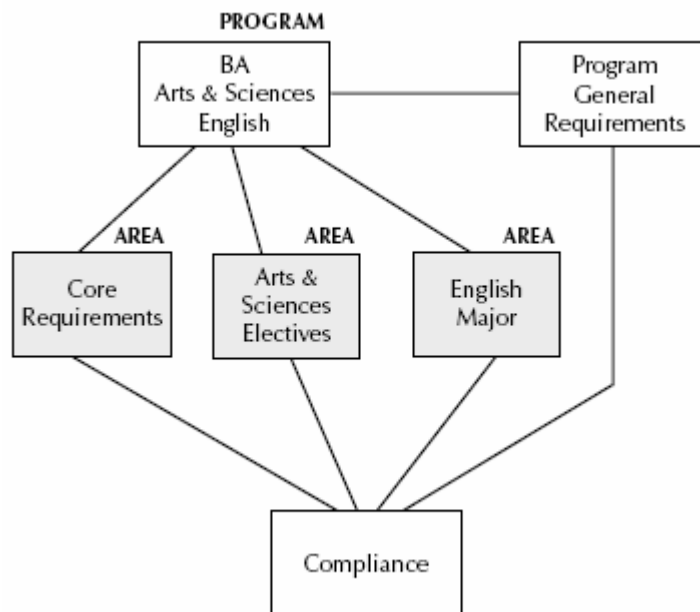 PROGRAM
BA
Arts & Sciences
English
Program
General
Requirements
AREA
Core
Requirements
AREA
Arts &
Sciences
Electives
AREA
English
Major
Compliance